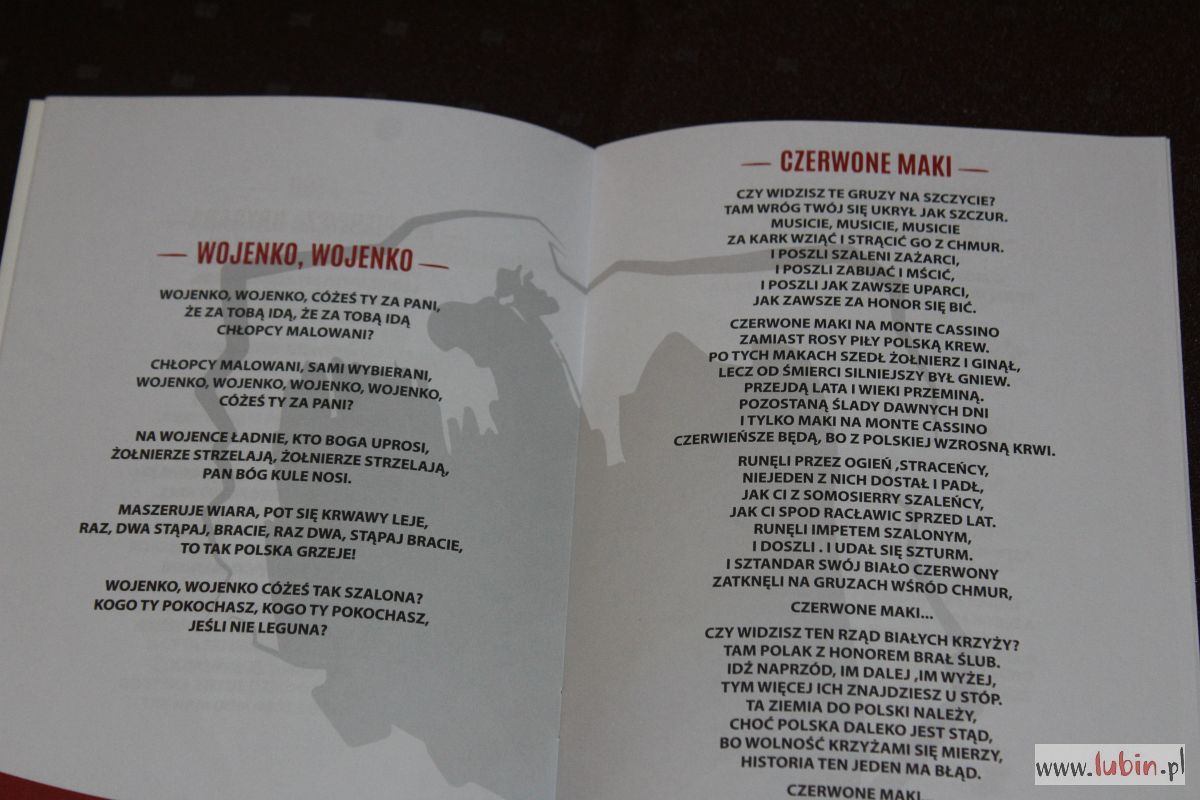 WOJENKO, WOJENKO
WOJENKO, WOJENKO, CÓŻEŚ TY ZA PANI,
ŻE ZA TOBĄ IDĄ, ŻE ZA TOBĄ IDĄ
CHŁOPCY MALOWANI?
CHŁOPCY MALOWANI, SAMI WYBIERANI,
WOJENKO, WOJENKO, WOJENKO, WOJENKO,
CÓŻEŚ TY ZA PANI?
NA WOJENCE ŁADNIE, KTO BOGA UPROSI,
ŻOŁNIERZE STRZELAJĄ, ŻOŁNIERZE STRZELAJĄ,
PAN BÓG KULE NOSI.
MASZERUJE WIARA, POT SIĘ KRWAWY LEJE,
RAZ, DWA STĄPAJ, BRACIE, RAZ DWA, STĄPAJ BRACIE,
TO TAK POLSKA GRZEJE!
WOJENKO, WOJENKO CÓŻEŚ TAK SZALONA?
KOGO TY POKOCHASZ, KOGO TY POKOCHASZ,
JEŚLI NIE LEGUNA?
CZERWONE MAKI
CZY WIDZISZ TE GRUZY NA SZCZYCIE?
TAM WRÓG TWÓJ SIĘ UKRYŁ JAK SZCZUR.
MUSICIE, MUSICIE, MUSICIE
ZA KARK WZIĄĆ I STRĄCIĆ GO Z CHMUR.
I POSZLI SZALENI ZAŻARCI,
I POSZLI ZABIJAĆ I MŚCIĆ,
I POSZLI JAK ZAWSZE UPARCI,
JAK ZAWSZE ZA HONOR SIĘ BIĆ.
CZERWONE MAKI NA MONTE CASSINO
ZAMIAST ROSY PIŁY POLSKĄ KREW.
PO TYCH MAKACH SZEDŁ ŻOŁNIERZ I GINĄŁ,
LECZ OD ŚMIERCI SILNIEJSZY BYŁ GNIEW.
PRZEJDĄ LATA I WIEKI PRZEMINĄ.
POZOSTANĄ ŚLADY DAWNYCH DNI
I TYLKO MAKI NA MONTE CASSINO
CZERWIEŃSZE BĘDĄ, BO Z POLSKIEJ WZROSNĄ KRWI.
RUNĘLI PRZEZ OGIEŃ ,STRACEŃCY,
NIEJEDEN Z NICH DOSTAŁ I PADŁ,
JAK CI Z SOMOSIERRY SZALEŃCY,
JAK CI SPOD RACŁAWIC SPRZED LAT.
RUNĘLI IMPETEM SZALONYM,
I DOSZLI . I UDAŁ SIĘ SZTURM.
I SZTANDAR SWÓJ BIAŁO CZERWONY
ZATKNĘLI NA GRUZACH WŚRÓD CHMUR,
CZERWONE MAKI...
CZY WIDZISZ TEN RZĄD BIAŁYCH KRZYŻY?
TAM POLAK Z HONOREM BRAŁ ŚLUB.
IDŹ NAPRZÓD, IM DALEJ ,IM WYŻEJ,
TYM WIĘCEJ ICH ZNAJDZIESZ U STÓP.
TA ZIEMIA DO POLSKI NALEŻY,
CHOĆ POLSKA DALEKO JEST STĄD,
BO WOLNOŚĆ KRZYŻAMI SIĘ MIERZY,
HISTORIA TEN JEDEN MA BŁĄD.
CZERWONE MAKI...
www.lubin.pl